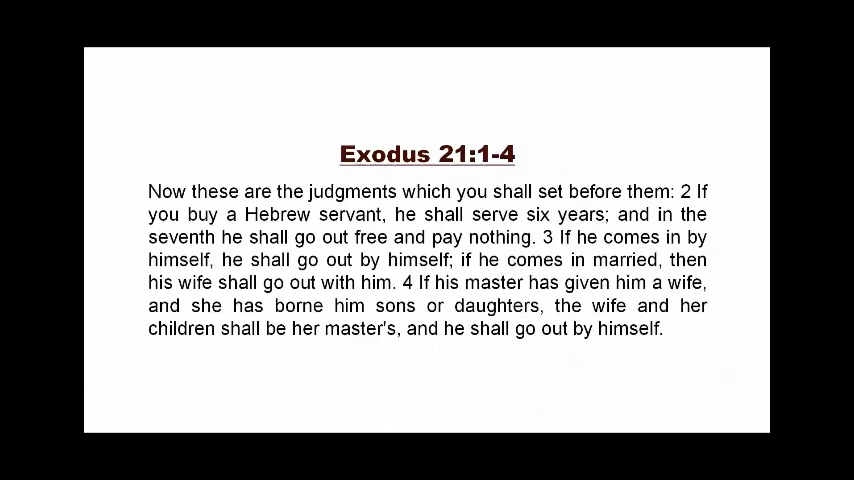 Exodus 21:1-4
Now these are the judgments which you shall set before them: 2 If
you buy a Hebrew servant, he shall serve six years; and in the
seventh he shall go out free and pay nothing. 3 If he comes in by
himself, he shall go out by himself; if he comes in married, then
his wife shall go out with him. 4 If his master has given him a wife,
and she has borne him sons or daughters, the wife and her
children shall be her master's, and he shall go out by himself.